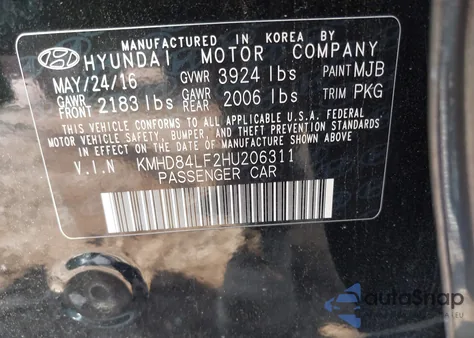 MANUFACTURED IN KOREA BY
HYUNDAI MOTOR COMPANY
MAY/24/16 GVWR 3924 lbs PAINT MJB
GAWR FRONT 2183 lbs GAWR REAR 2006 lbs TRIM PKG
THIS VEHICLE CONFORMS TO ALL APPLICABLE U.S.A. FEDERAL
MOTOR VEHICLE SAFETY, BUMPER, AND THEFT PREVENTION STANDARDS
IN EFFECT ON THE DATE OF MANUFACTURE SHOWN ABOVE.
V.I.N KMHD84LF2HU206311
PASSENGER CAR
autoSnap